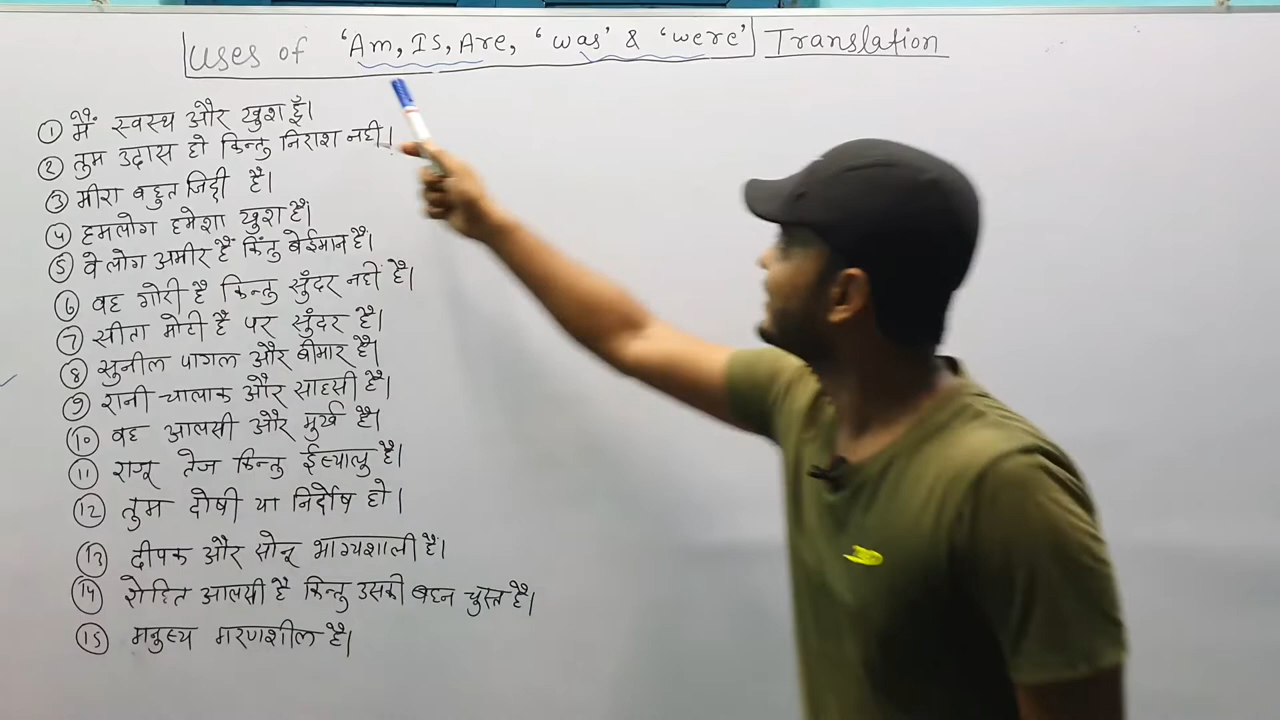 Uses of 'Am, Is, Are, 'was' & 'were' Translation
① मैं स्वस्थ और खुश हूँ।
② तुम उदास हो किन्तु निराश नहीं।
③ मीरा बहुत जिद्दी है।
④ हमलोग हमेशा खुश हैं।
⑤ वे लोग अमीर हैं किंतु बेईमान हैं।
⑥ वह गोरी है किन्तु सुंदर नहीं है।
⑦ सीता मोटी है पर सुंदर है।
⑧ सुनील पागल और बीमार है।
⑨ रानी चालाक और साहसी है।
⑩ वह आलसी और मुर्ख है।
⑪ राजू तेज किन्तु ईर्ष्यालु है।
⑫ तुम दोषी या निर्दोष हो।
⑬ दीपक और सोनू भाग्यशाली हैं।
⑭ रोहित आलसी है किन्तु उसकी बहन चुस्त है।
⑮ मनुष्य मरणशील है।